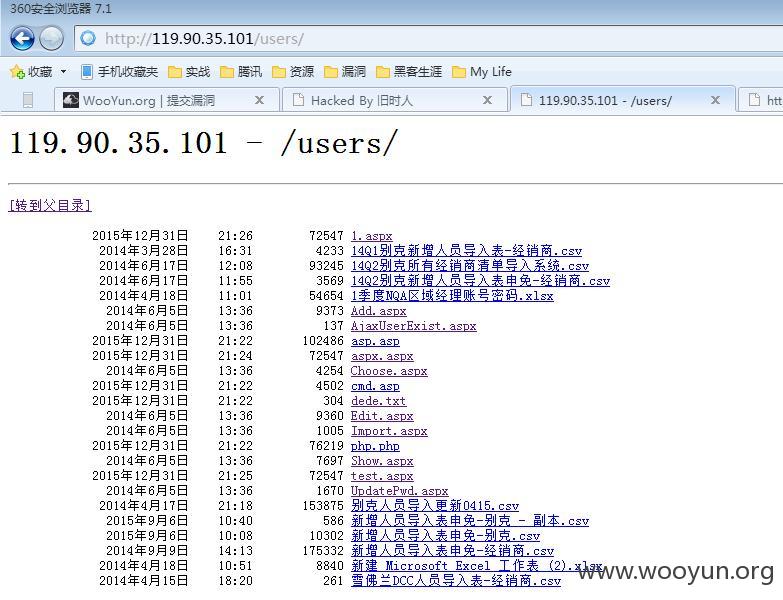 360安全浏览器 7.1
http://119.90.35.101/users/
收藏 手机收藏夹 实战 腾讯 资源 漏洞 黑客生涯 My Life
WooYun.org | 提交漏洞 Hacked By 旧时人 119.90.35.101 - /users/ htt
119.90.35.101 - /users/
[转到父目录]
2015年12月31日 21:26 72547 1.aspx
2014年3月28日 16:31 4233 14Q1别克新增人员导入表-经销商.csv
2014年6月17日 12:08 93245 14Q2别克所有经销商清单导入系统.csv
2014年6月17日 11:55 3569 14Q2别克新增人员导入表申免-经销商.csv
2014年4月18日 11:01 54654 1季度NQA区域经理账号密码.xlsx
2014年6月5日 13:36 9373 Add.aspx
2014年6月5日 13:36 137 AjaxUserExist.aspx
2015年12月31日 21:22 102486 asp.asp
2015年12月31日 21:24 72547 aspx.aspx
2014年6月5日 13:36 4254 Choose.aspx
2015年12月31日 21:22 4502 cmd.asp
2015年12月31日 21:22 304 dede.txt
2014年6月5日 13:36 9360 Edit.aspx
2014年6月5日 13:36 1005 Import.aspx
2015年12月31日 21:22 76219 php.php
2014年6月5日 13:36 7697 Show.aspx
2015年12月31日 21:25 72547 test.aspx
2014年6月5日 13:36 1670 UpdatePwd.aspx
2014年4月17日 21:18 153875 别克人员导入更新0415.csv
2015年9月6日 10:40 586 新增人员导入表申免-别克 - 副本.csv
2015年9月6日 10:08 10302 新增人员导入表申免-别克.csv
2014年9月9日 14:13 175332 新增人员导入表申免-经销商.csv
2014年4月18日 10:51 8840 新建 Microsoft Excel 工作表 (2).xlsx
2014年4月15日 18:20 261 雪佛兰DCC人员导入表-经销商.csv
www.wooyun.org